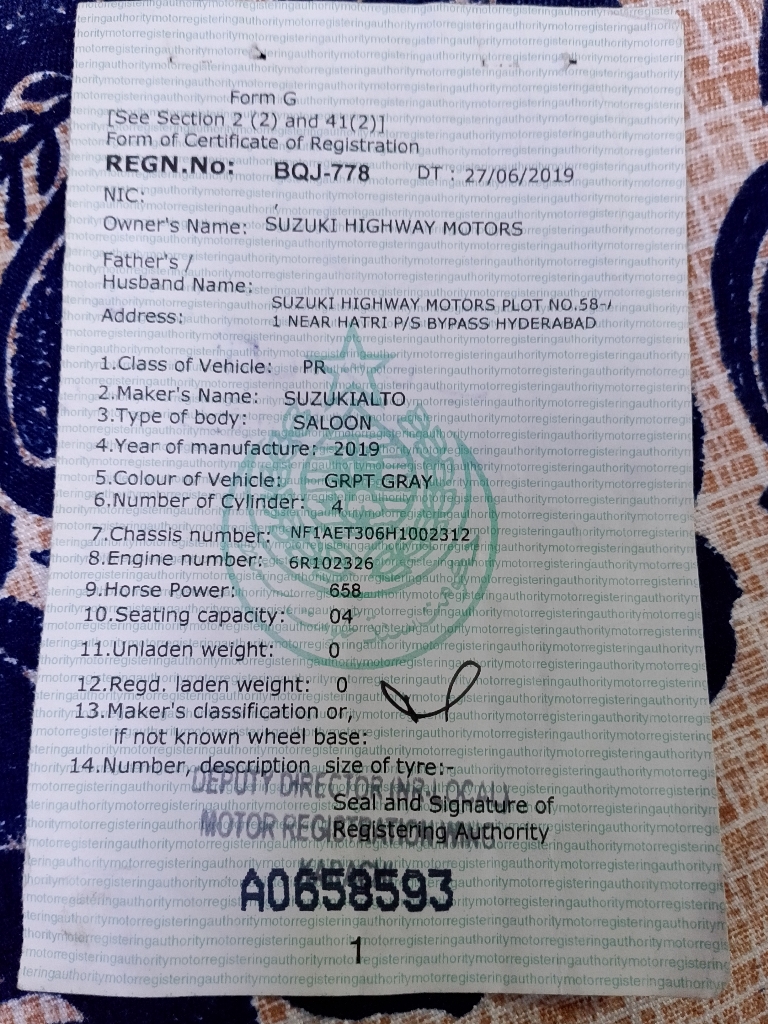 Form G
[See Section 2 (2) and 41(2)]
Form of Certificate of Registration
REGN.No: BQJ-778 DT : 27/06/2019
NIC: ,
Owner's Name: SUZUKI HIGHWAY MOTORS
Father's /
Husband Name:
SUZUKI HIGHWAY MOTORS PLOT NO.58-
Address: 1 NEAR HATRI P/S BYPASS HYDERABAD
1.Class of Vehicle: PR
2.Maker's Name: SUZUKIALTO
3.Type of body: SALOON
4.Year of manufacture: 2019
5.Colour of Vehicle: GRPT GRAY
6.Number of Cylinder: 4
7.Chassis number: NF1AET306H1002312
8.Engine number: 6R102326
9.Horse Power: 658
10.Seating capacity: 04
11.Unladen weight: 0
12.Regd. laden weight: 0
13.Maker's classification or,
if not known wheel base:
14.Number, description size of tyre:-
DEPUTY DIRECTOR (NR-LOCAL)
Seal and Signature of
MOTOR REGISTRATION WING
Registering Authority
KARACHI
A0658593
1